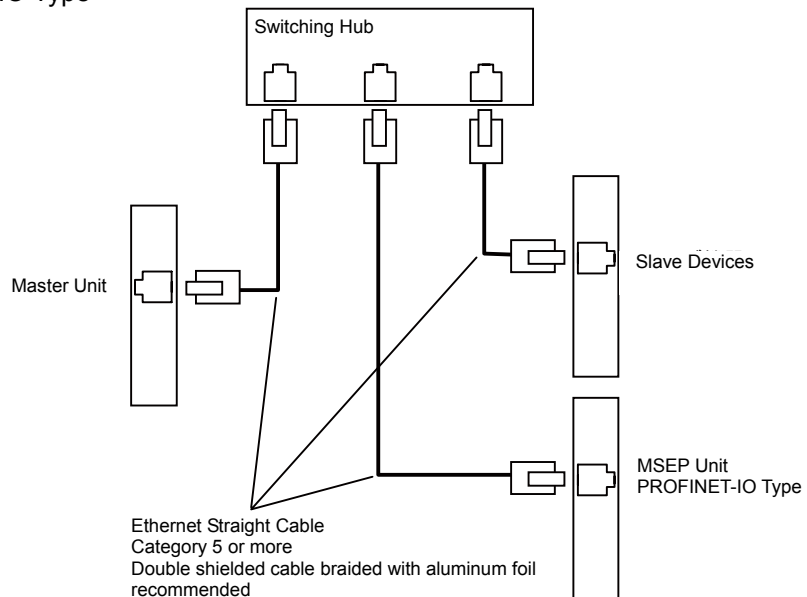 Type
Switching Hub
Master Unit
Slave Devices
MSEP Unit
PROFINET-IO Type
Ethernet Straight Cable
Category 5 or more
Double shielded cable braided with aluminum foil
recommended